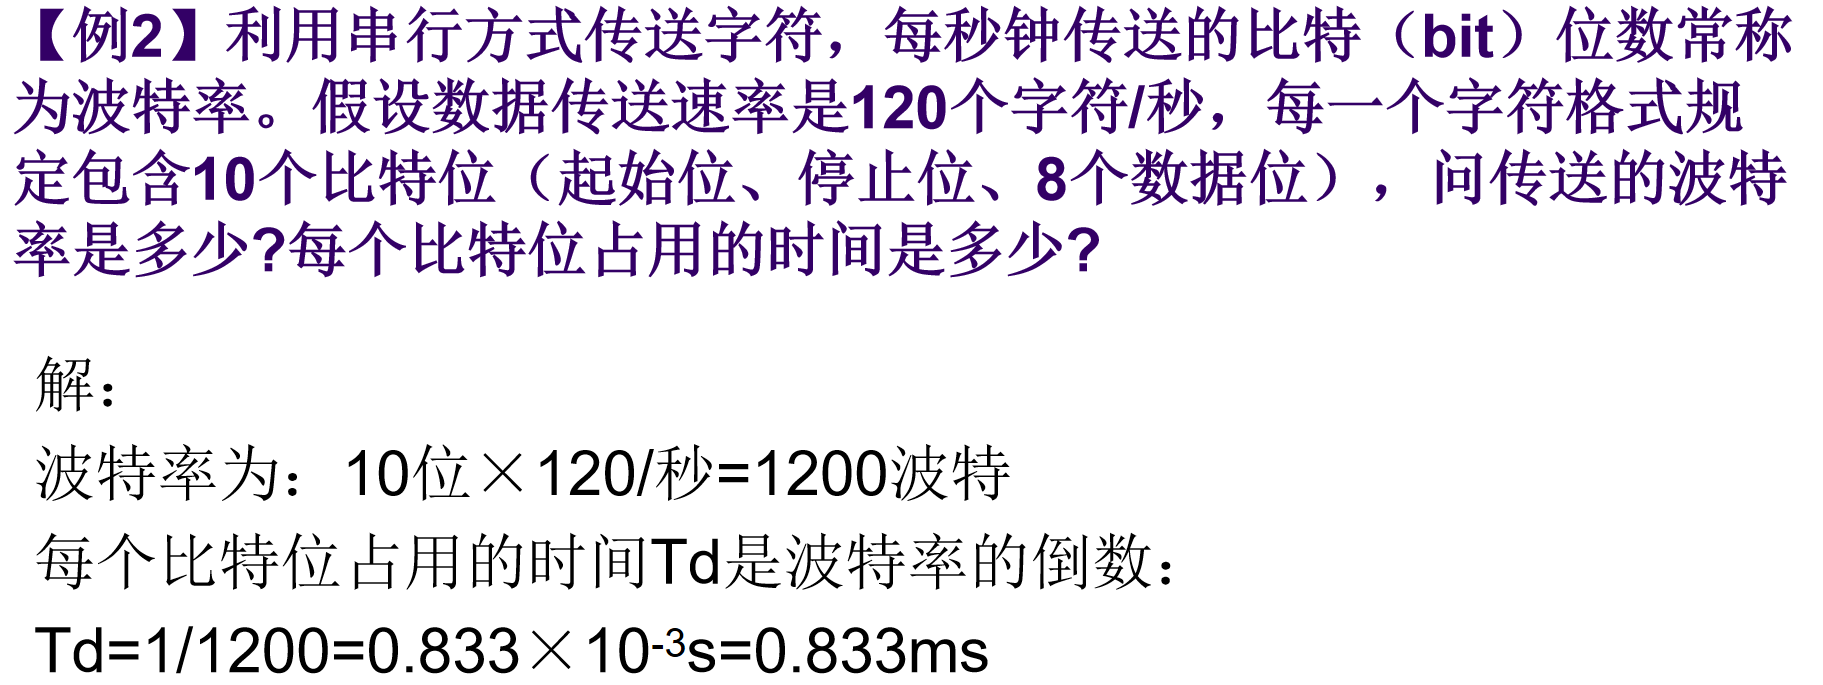 【例2】利用串行方式传送字符，每秒钟传送的比特（bit）位数常称
为波特率。假设数据传送速率是120个字符/秒，每一个字符格式规
定包含10个比特位（起始位、停止位、8个数据位），问传送的波特
率是多少?每个比特位占用的时间是多少?
解：
波特率为：10位×120/秒=1200波特
每个比特位占用的时间Td是波特率的倒数：
Td=1/1200=0.833×10⁻³s=0.833ms